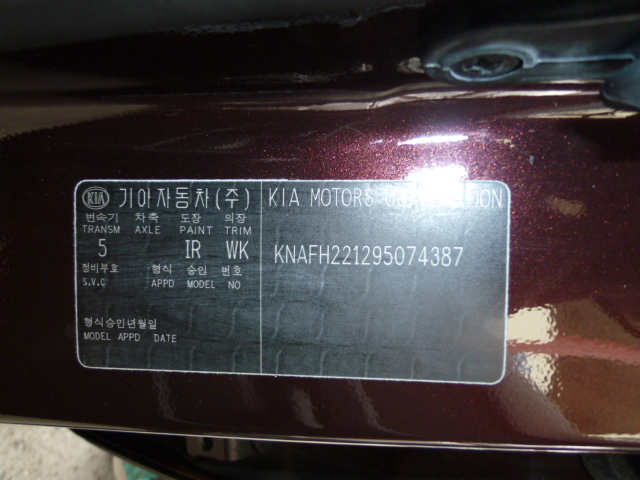 KIA 기아자동차(주) KIA MOTORS CORPORATION
변속기 차축 도장 의장
TRANSM AXLE PAINT TRIM
5 IR WK KNAFH221295074387
정비부호 형식 승인 번호
S.V.C APPD MODEL NO
형식승인년월일
MODEL APPD DATE